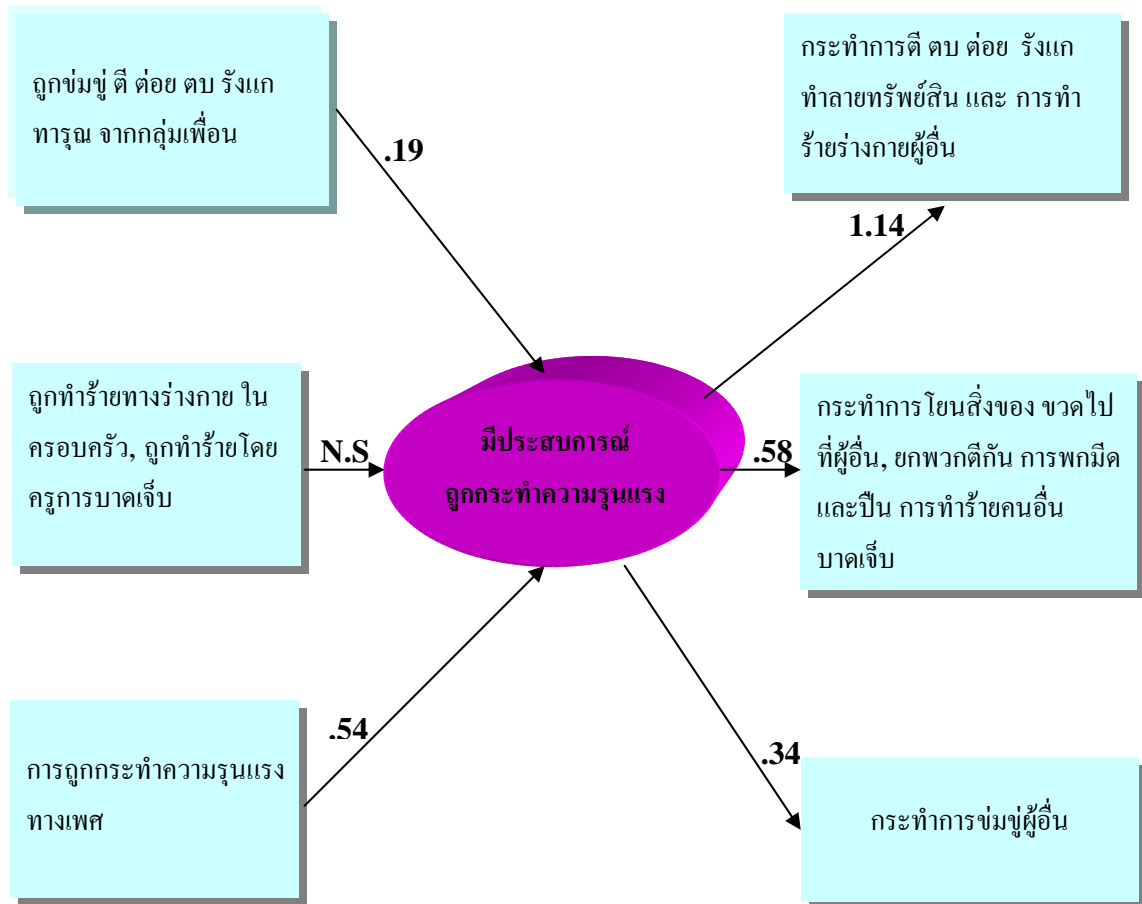 ถูกข่มขู่ ตี ต่อย ตบ รังแก
ทารุณ จากกลุ่มเพื่อน
.19
กระทำการตี ตบ ต่อย รังแก
ทำลายทรัพย์สิน และ การทำ
ร้ายร่างกายผู้อื่น
1.14
ถูกทำร้ายทางร่างกาย ใน
ครอบครัว, ถูกทำร้ายโดย
ครูการบาดเจ็บ
N.S
มีประสบการณ์
ถูกกระทำความรุนแรง
.58
กระทำการโยนสิ่งของ ขวดไป
ที่ผู้อื่น, ยกพวกตีกัน การพกมีด
และปืน การทำร้ายคนอื่น
บาดเจ็บ
การถูกกระทำความรุนแรง
ทางเพศ
.54
.34
กระทำการข่มขู่ผู้อื่น